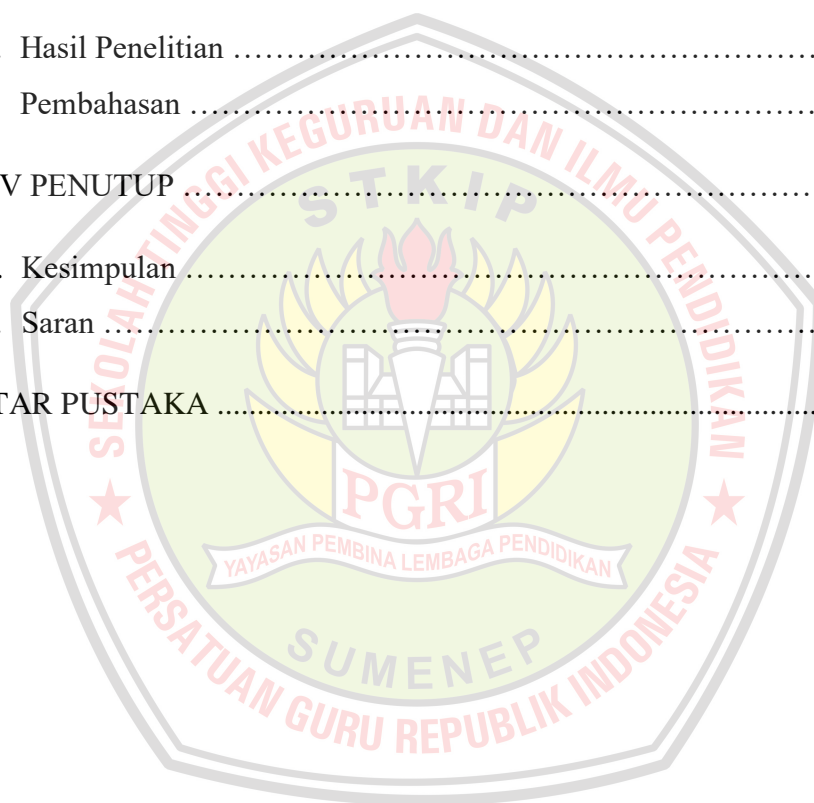 . Hasil Penelitian ……………………………………………………
Pembahasan ……………………………………………………
V PENUTUP ……………………………………………………
. Kesimpulan ……………………………………………………
. Saran ……………………………………………………
TAR PUSTAKA ......................................................................
SEKOLAH TINGGI KEGURUAN DAN ILMU PENDIDIKAN
STKIP
PGRI
YAYASAN PEMBINA LEMBAGA PENDIDIKAN
SUMENEP
★ PERSATUAN GURU REPUBLIK INDONESIA ★